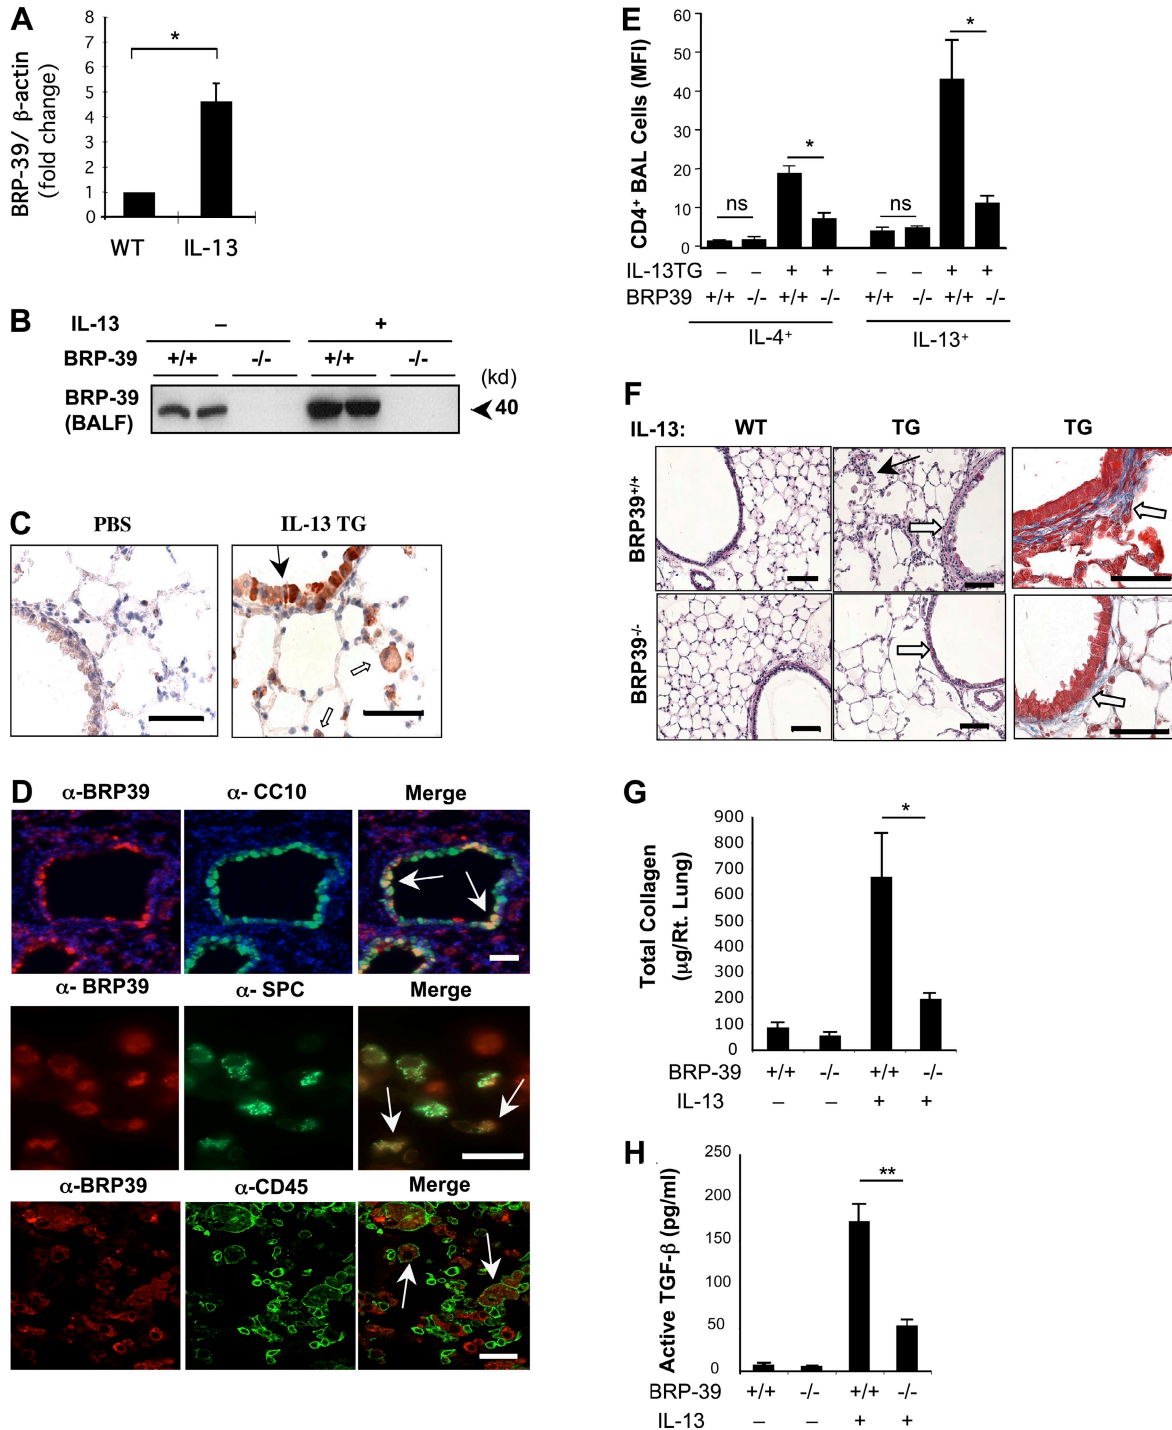 A
BRP-39/ β-actin
(fold change)
8
7
6
5
4
3
2
1
0
*
WT IL-13
B
IL-13 – +
BRP-39 +/+ -/- +/+ -/-
(kd)
BRP-39
(BALF)
40
C
PBS IL-13 TG
D
α-BRP39 α- CC10 Merge
α- BRP39 α- SPC Merge
α-BRP39 α-CD45 Merge
E
CD4+ BAL Cells (MFI)
60
50
40
30
20
10
0
ns * ns *
IL-13TG – – + + – – + +
BRP39 +/+ -/- +/+ -/- +/+ -/- +/+ -/-
IL-4+ IL-13+
F
IL-13: WT TG TG
BRP39+/+
BRP39-/-
G
Total Collagen
(μg/Rt. Lung)
900
800
700
600
500
400
300
200
100
0
*
BRP-39 +/+ -/- +/+ -/-
IL-13 – – + +
H
Active TGF-β (pg/ml)
250
200
150
100
50
0
**
BRP-39 +/+ -/- +/+ -/-
IL-13 – – + +